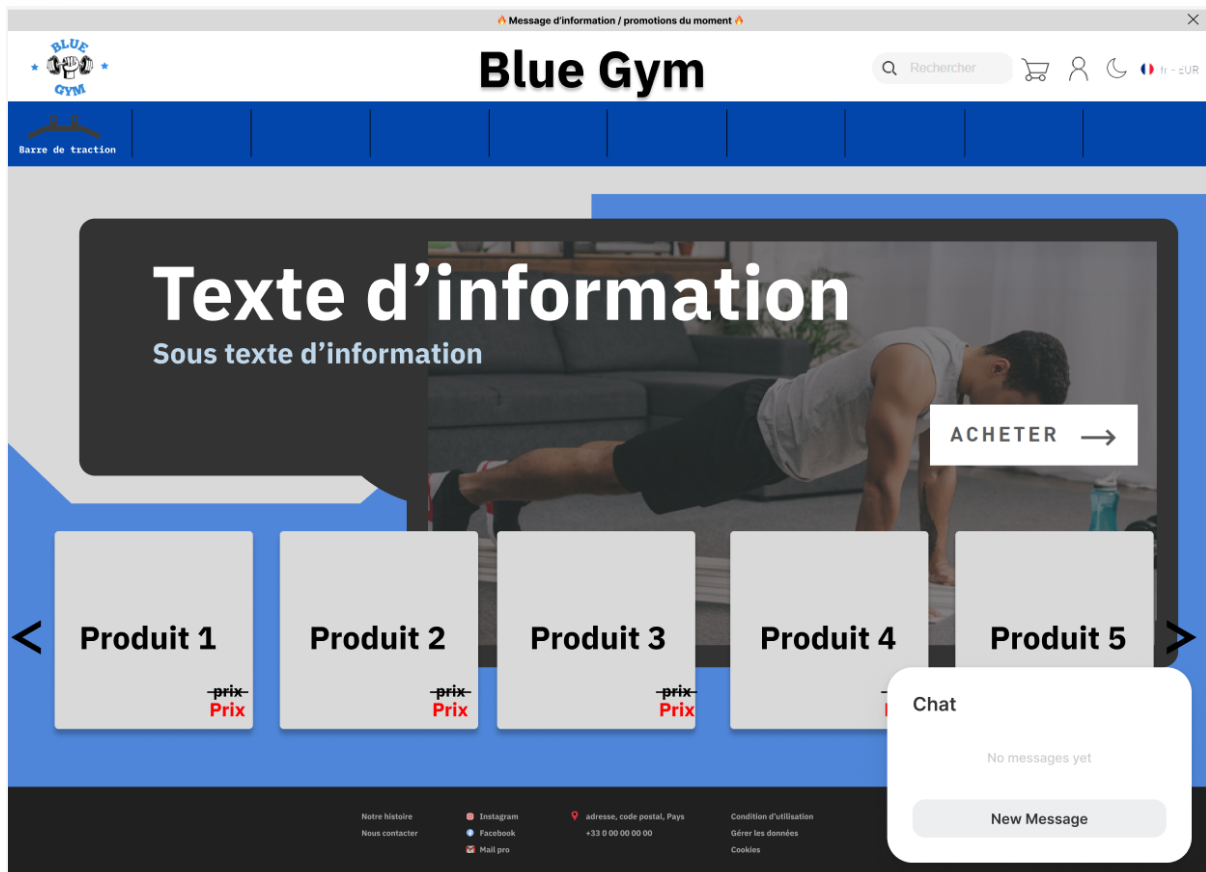 🔥 Message d'information / promotions du moment 🔥
BLUE
GYM
Blue Gym
Rechercher
fr - EUR
Barre de traction
Texte d'information
Sous texte d'information
ACHETER →
< Produit 1 Produit 2 Produit 3 Produit 4 Produit 5 >
prix prix prix
Prix Prix Prix
Chat
No messages yet
New Message
Notre histoire
Nous contacter
Instagram
Facebook
Mail pro
adresse, code postal, Pays
+33 0 00 00 00 00
Condition d'utilisation
Gérer les données
Cookies